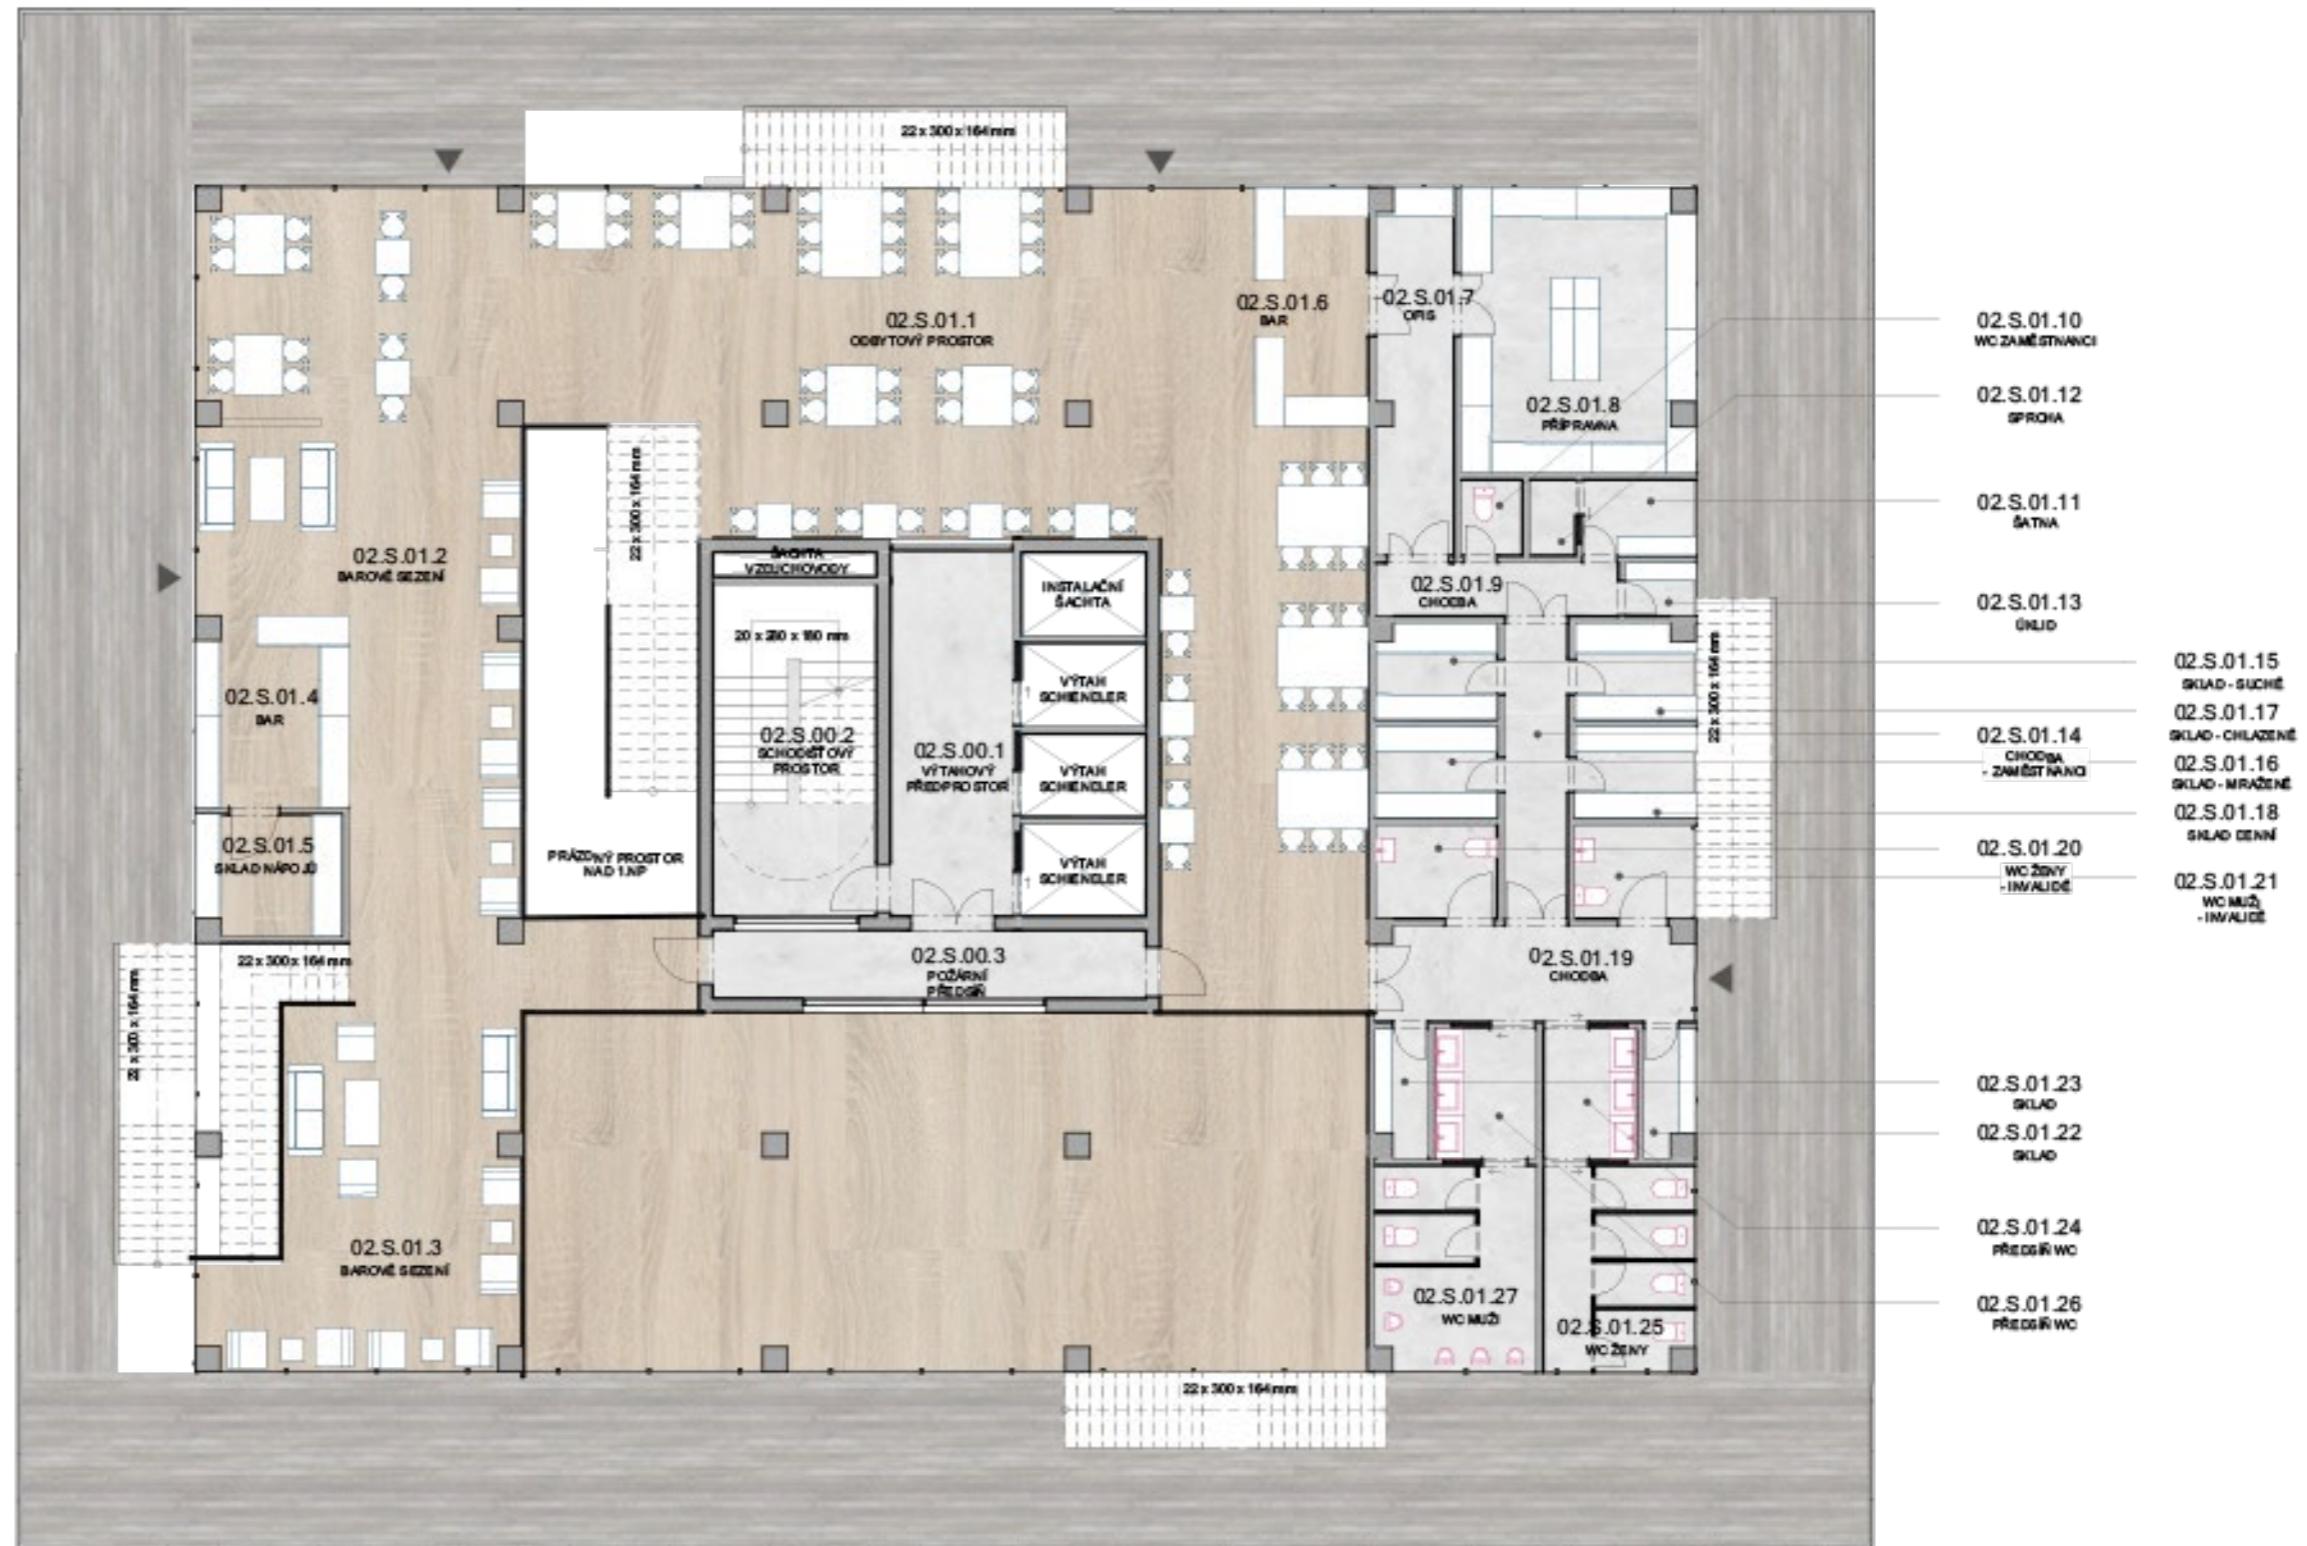 22 x 300 x 164 mm
02.S.01.1
ODBYTOVÝ PROSTOR
02.S.01.6
BAR
02.S.01.7
OFIS
02.S.01.8
PŘÍPRAVNA
02.S.01.10
WC ZAMĚSTNANCI
02.S.01.12
SPRCHA
02.S.01.11
ŠATNA
02.S.01.13
ÚKLID
02.S.01.2
BAROVÉ SEZENÍ
22 x 300 x 164 mm
ŠACHTA
VZDUCHOVODY
INSTALAČNÍ
ŠACHTA
02.S.01.9
CHODBA
20 x 280 x 180 mm
22 x 300 x 164 mm
02.S.01.15
SKLAD - SUCHÉ
02.S.01.17
SKLAD - CHLAZENÉ
02.S.01.14
CHODBA
- ZAMĚSTNANCI
02.S.01.16
SKLAD - MRAŽENÉ
02.S.01.18
SKLAD DENNÍ
02.S.01.20
WC ŽENY
- INVALIDÉ
02.S.01.21
WC MUŽI
- INVALIDÉ
02.S.01.4
BAR
02.S.00.2
SCHODIŠŤOVÝ
PROSTOR
02.S.00.1
VÝTAHOVÝ
PŘEDPROSTOR
VÝTAH
SCHIENDLER
VÝTAH
SCHIENDLER
VÝTAH
SCHIENDLER
02.S.01.5
SKLAD NÁPOJŮ
PRÁZDNÝ PROSTOR
NAD 1.NP
22 x 300 x 164 mm
22 x 300 x 164 mm
02.S.00.3
POŽÁRNÍ
PŘEDSÍŇ
02.S.01.19
CHODBA
02.S.01.23
SKLAD
02.S.01.22
SKLAD
02.S.01.24
PŘEDSÍŇ WC
02.S.01.26
PŘEDSÍŇ WC
02.S.01.3
BAROVÉ SEZENÍ
02.S.01.27
WC MUŽI
02.S.01.25
WC ŽENY
22 x 300 x 164 mm